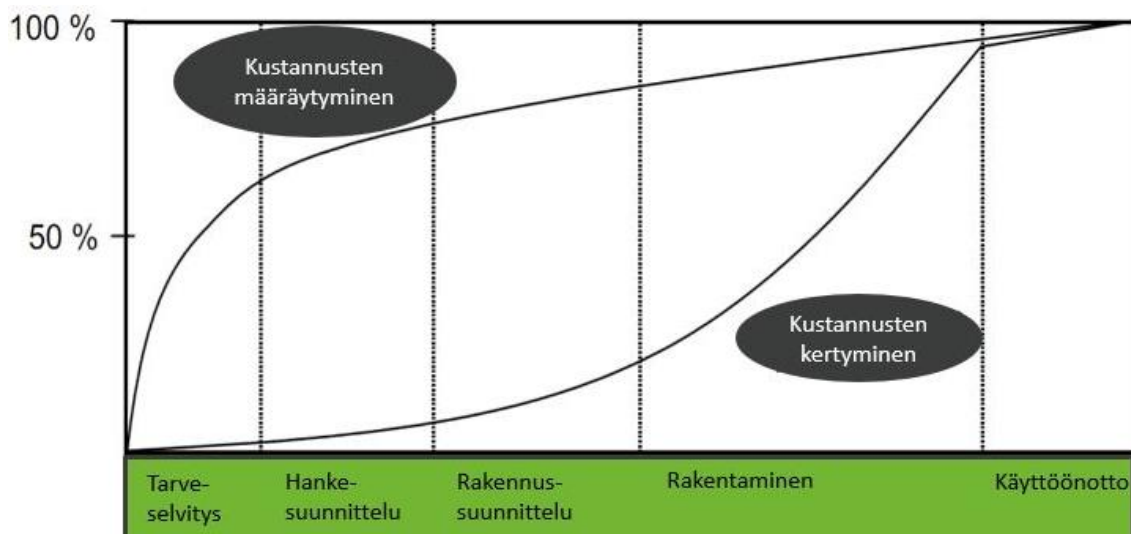 100 %
Kustannusten
määräytyminen
50 %
Kustannusten
kertyminen
Tarve-
selvitys
Hanke-
suunnittelu
Rakennus-
suunnittelu
Rakentaminen
Käyttöönotto